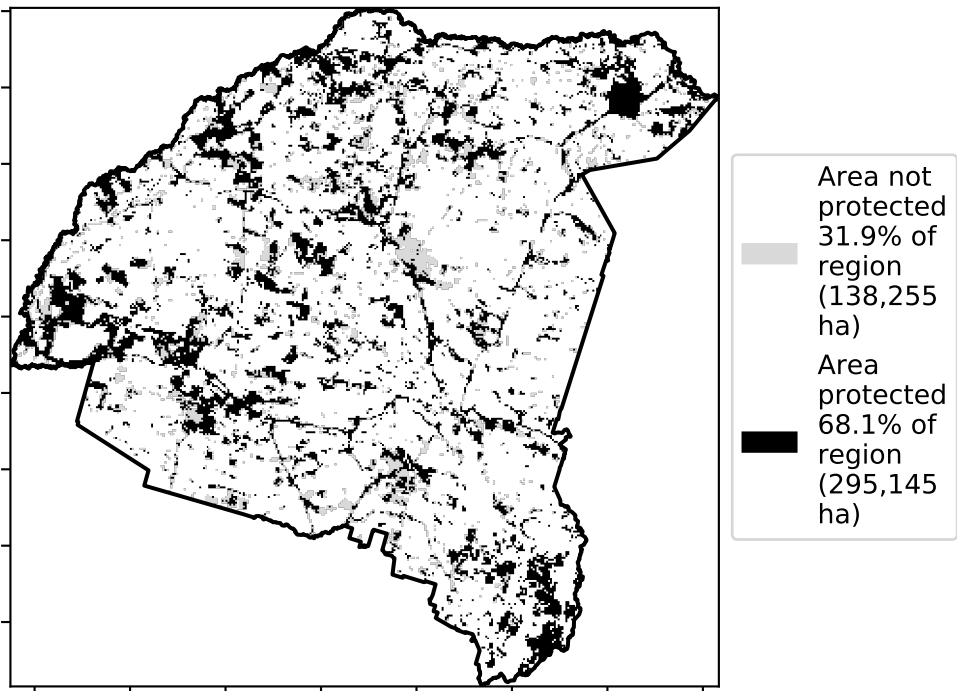 Area not
protected
31.9% of
region
(138,255
ha)
Area
protected
68.1% of
region
(295,145
ha)